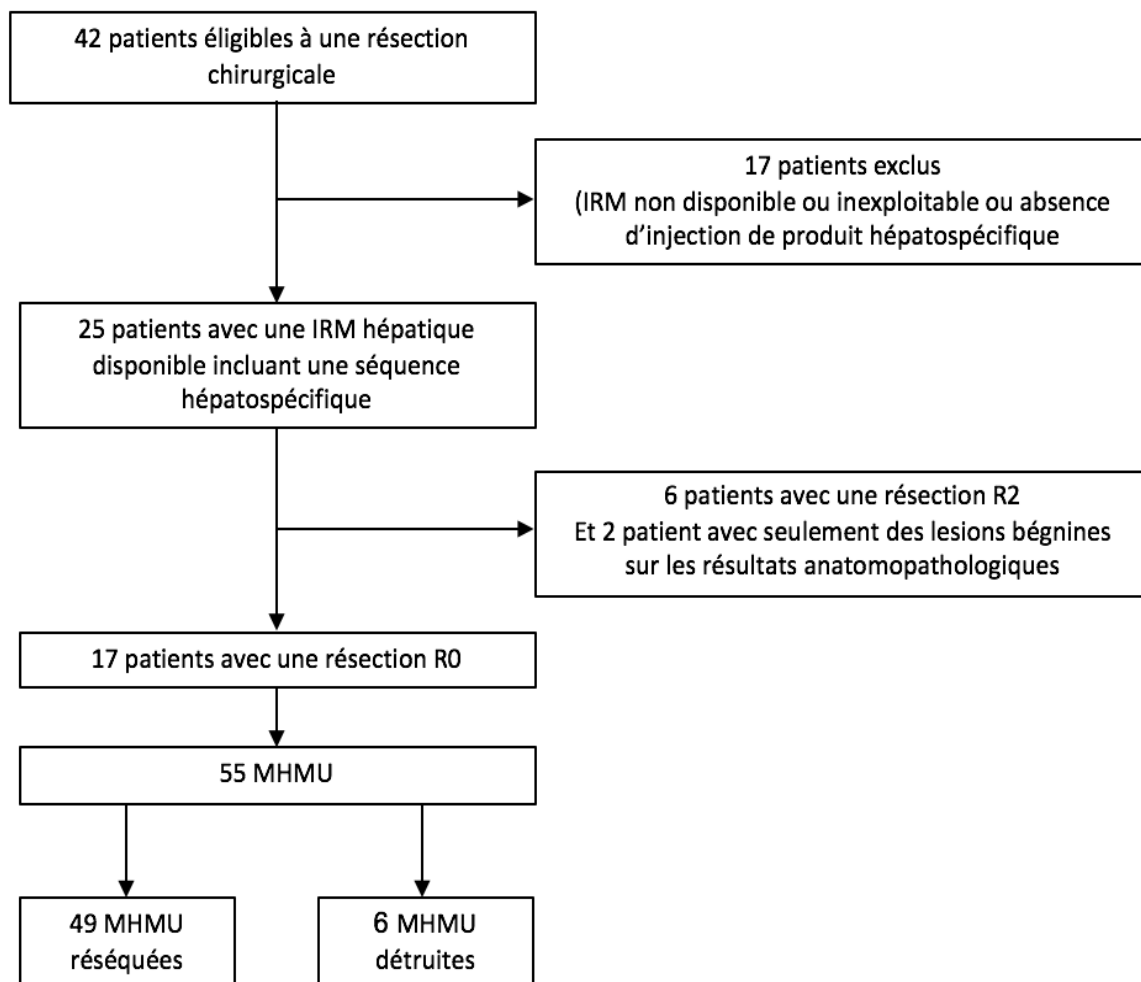 42 patients éligibles à une résection
chirurgicale
17 patients exclus
(IRM non disponible ou inexploitable ou absence
d’injection de produit hépatospécifique
25 patients avec une IRM hépatique
disponible incluant une séquence
hépatospécifique
6 patients avec une résection R2
Et 2 patient avec seulement des lesions bégnines
sur les résultats anatomopathologiques
17 patients avec une résection R0
55 MHMU
49 MHMU
réséquées
6 MHMU
détruites